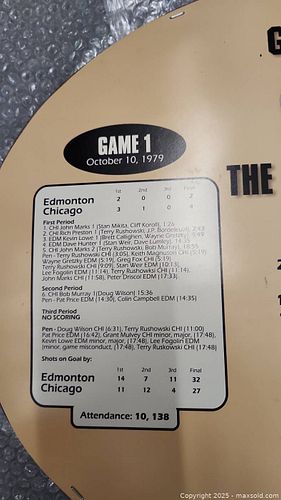 G
GAME 1
October 10, 1979
THE
1st 2nd 3rd Final
Edmonton 2 0 0 2
Chicago 3 1 0 4
First Period
1. CHI John Marks 1 (Stan Mikita, Cliff Koroll), 1:26
2. CHI Rich Preston 1 (Terry Ruskowski, J.P. Bordeleau), 2:43
3. EDM Kevin Lowe 1 (Brett Callighen, Wayne Gretzky), 9:49
4. EDM Dave Hunter 1 (Stan Weir, Dave Lumley), 14:35
5. CHI John Marks 2 (Terry Ruskowski, Bob Murray), 18:55
Pen - Terry Ruskowski CHI (3:05), Keith Magnuson CHI (5:19)
Wayne Gretzky EDM (5:19), Greg Fox CHI (5:19)
Terry Ruskowski CHI (9:09), Stan Weir EDM (10:13),
Lee Fogolin EDM (11:14), Terry Ruskowksi CHI (11:14),
John Marks CHI (11:58), Peter Driscol EDM (17:33).
Second Period
6. CHI Bob Murray 1(Doug Wilson) 15:36
Pen - Pat Price EDM (14:30), Colin Campbell EDM (14:35)
Third Period
NO SCORING
Pen - Doug Wilson CHI (6:31), Terry Ruskowski CHI (11:00)
Pat Price EDM (16:42), Grant Mulvey CHI minor, major, (17:48),
Kevin Lowe EDM minor, major, (17:48), Lee Fogolin EDM
(minor, game misconduct, (17:48), Terry Ruskowski CHI (17:48)
Shots on Goal by:
1st 2nd 3rd Final
Edmonton 14 7 11 32
Chicago 11 12 4 27
Attendance: 10, 138
Copyright 2025 - maxsold.com